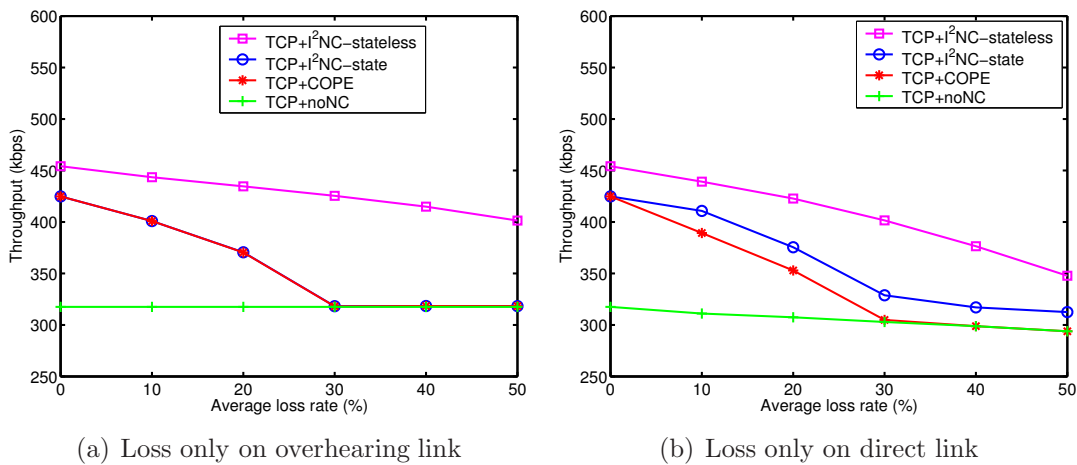 600
550
500
450
400
350
300
250
Throughput (kbps)
TCP+I²NC−stateless
TCP+I²NC−state
TCP+COPE
TCP+noNC
0 10 20 30 40 50
Average loss rate (%)
(a) Loss only on overhearing link
600
550
500
450
400
350
300
250
Throughput (kbps)
TCP+I²NC−stateless
TCP+I²NC−state
TCP+COPE
TCP+noNC
0 10 20 30 40 50
Average loss rate (%)
(b) Loss only on direct link